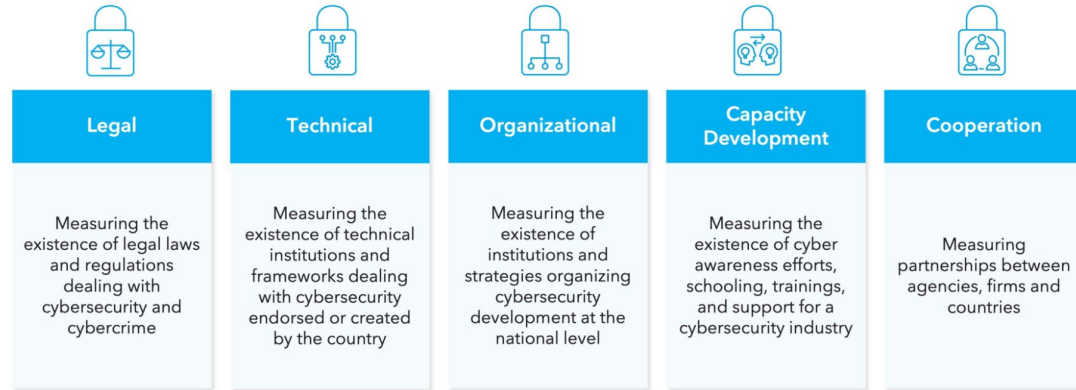 Legal
Measuring the
existence of legal laws
and regulations
dealing with
cybersecurity and
cybercrime
Technical
Measuring the
existence of technical
institutions and
frameworks dealing
with cybersecurity
endorsed or created
by the country
Organizational
Measuring the
existence of
institutions and
strategies organizing
cybersecurity
development at the
national level
Capacity
Development
Measuring the
existence of cyber
awareness efforts,
schooling, trainings,
and support for a
cybersecurity industry
Cooperation
Measuring
partnerships between
agencies, firms and
countries